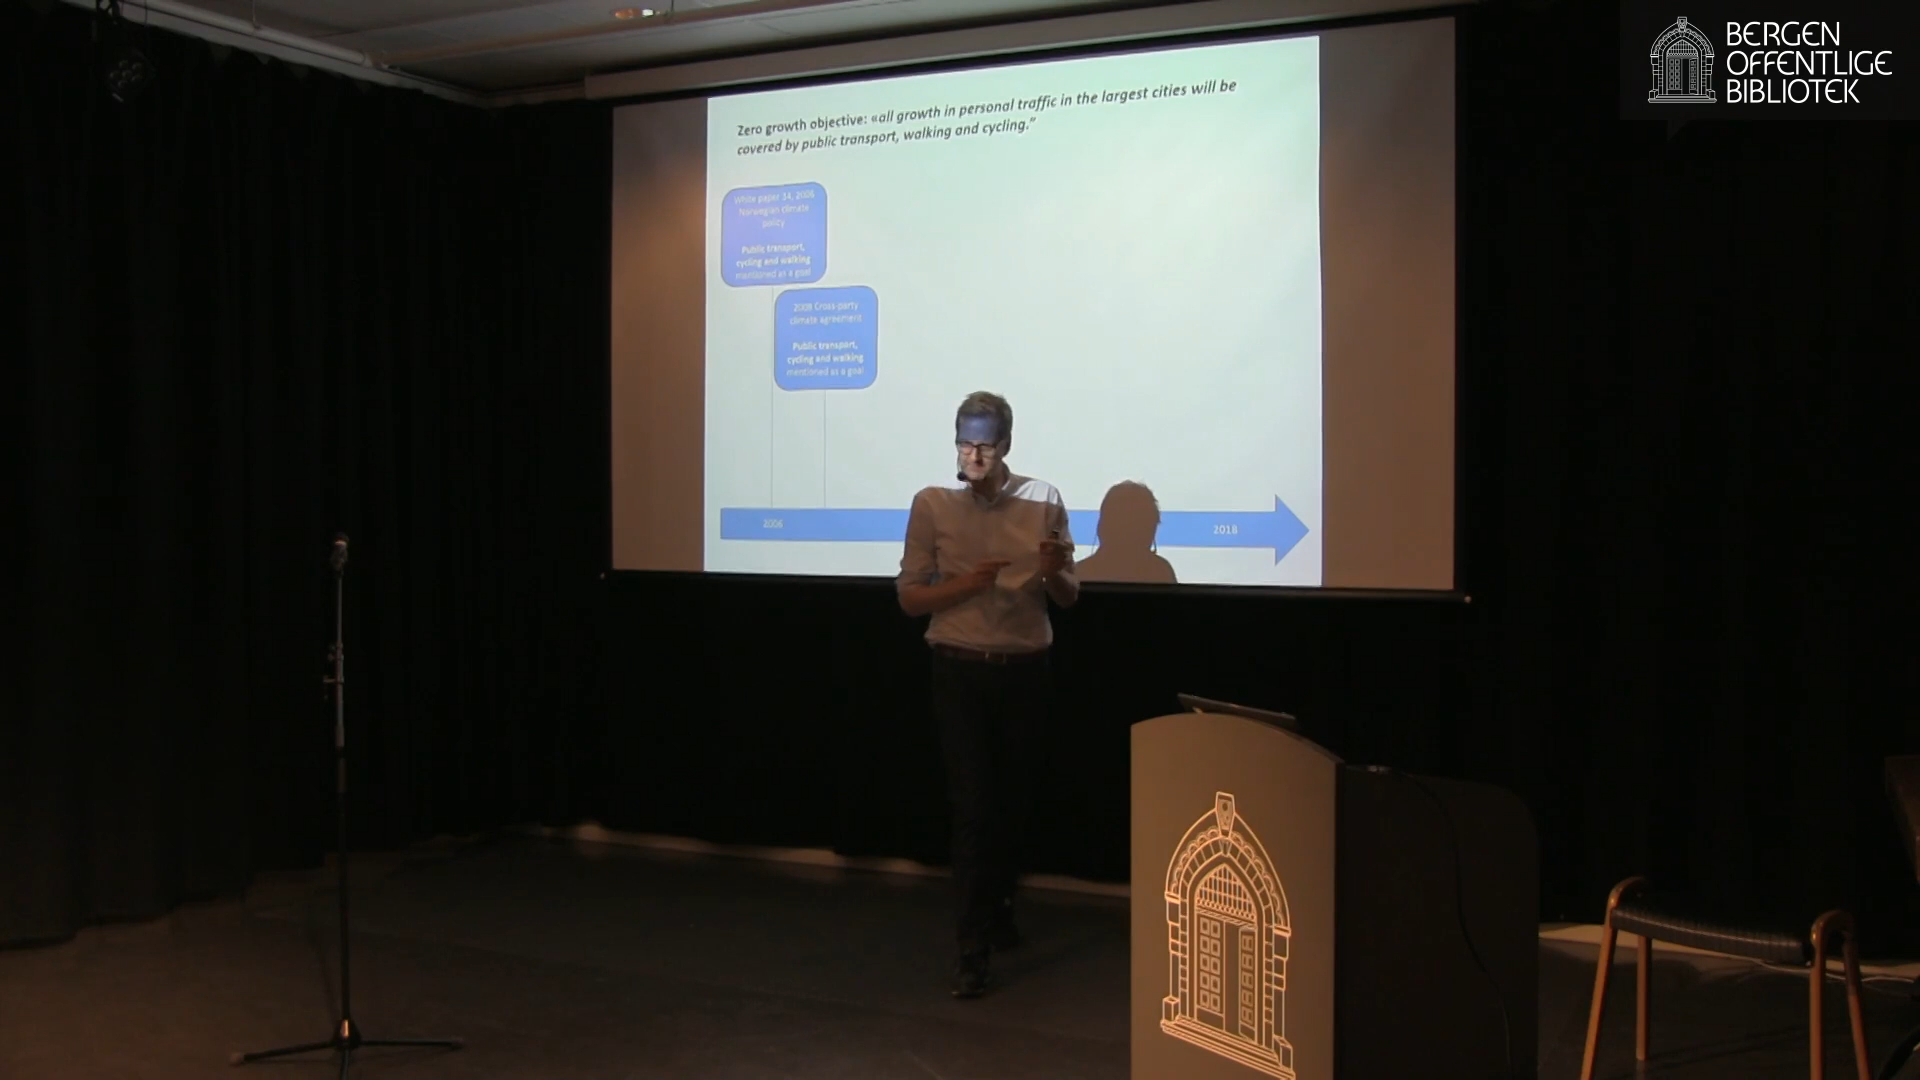 BERGEN
OFFENTLIGE
BIBLIOTEK
Zero growth objective: «all growth in personal traffic in the largest cities will be
covered by public transport, walking and cycling.”
White paper 34, 2006
Norwegian climate
policy
Public transport,
cycling and walking
mentioned as a goal
2008 Cross-party
climate agreement
Public transport,
cycling and walking
mentioned as a goal
2006
2018